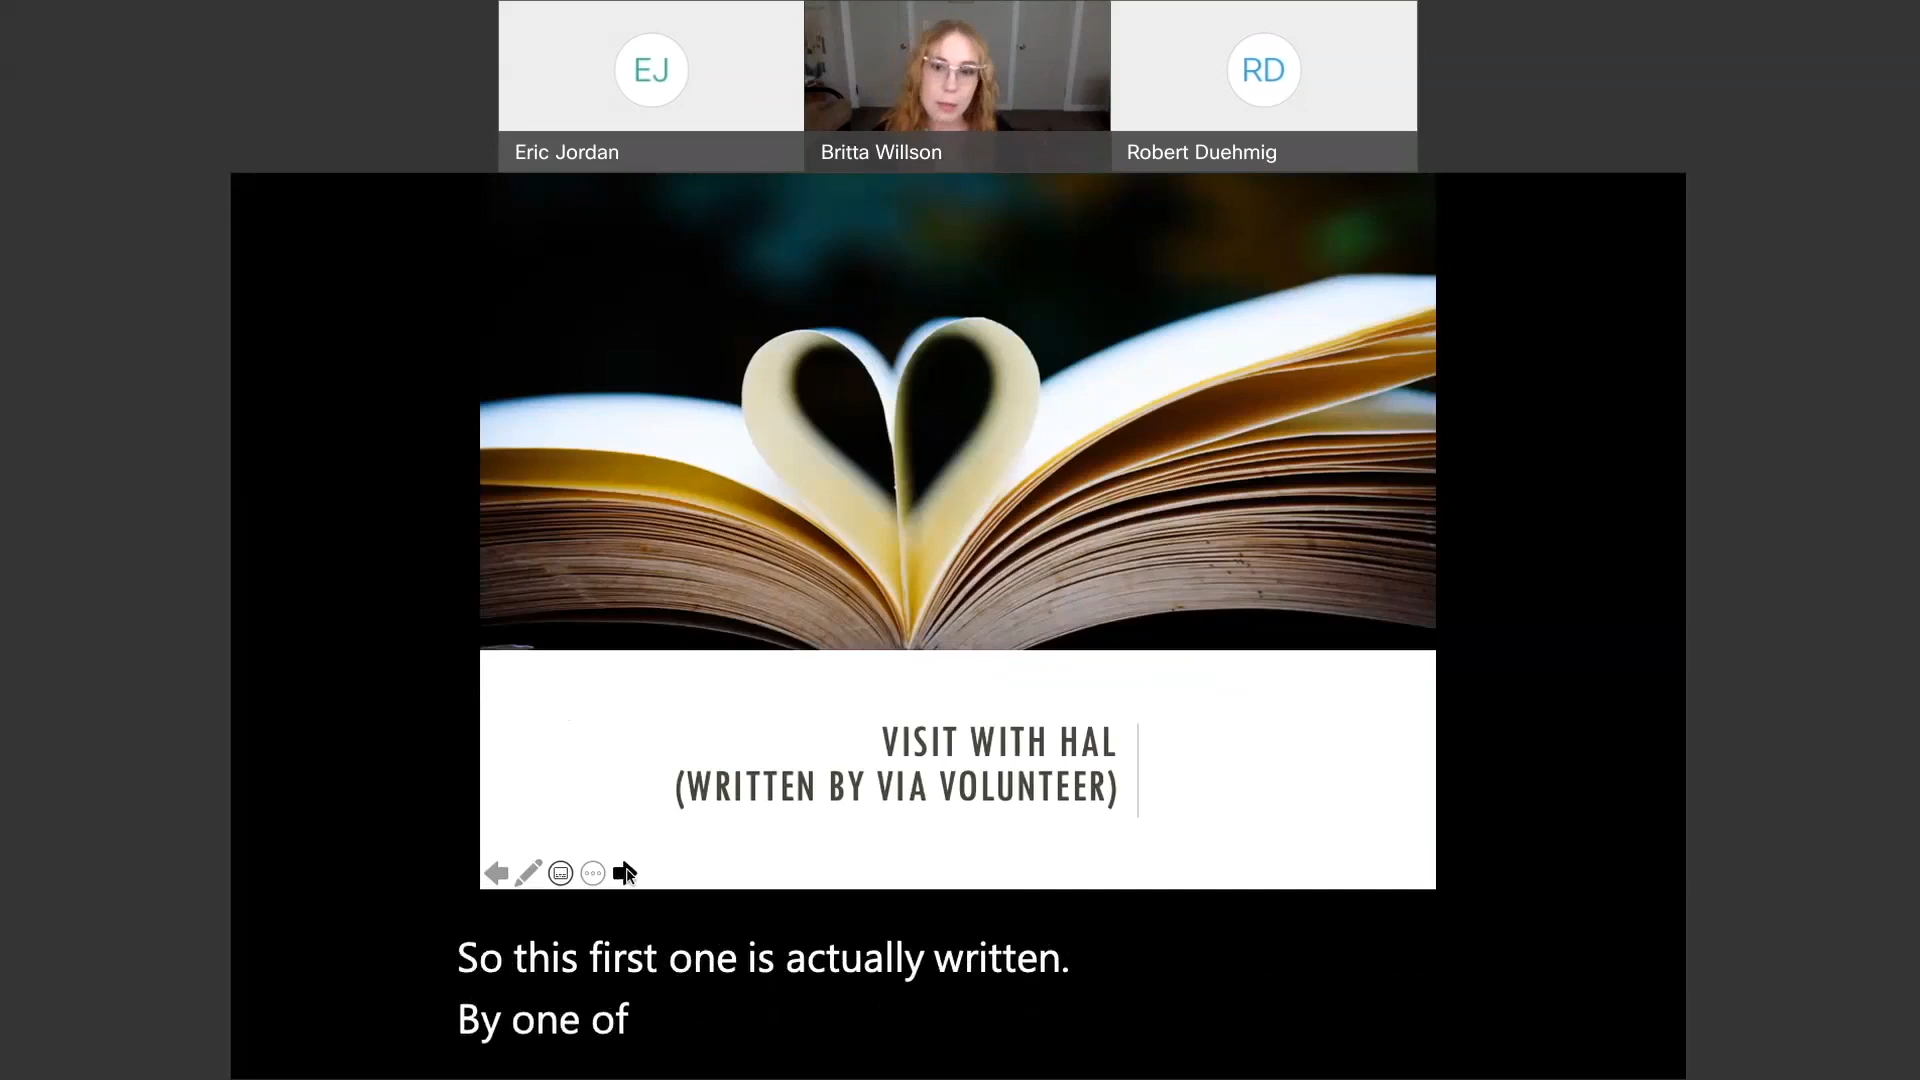 EJ
RD
Eric Jordan
Britta Willson
Robert Duehmig
VISIT WITH HAL
(WRITTEN BY VIA VOLUNTEER)
So this first one is actually written.
By one of